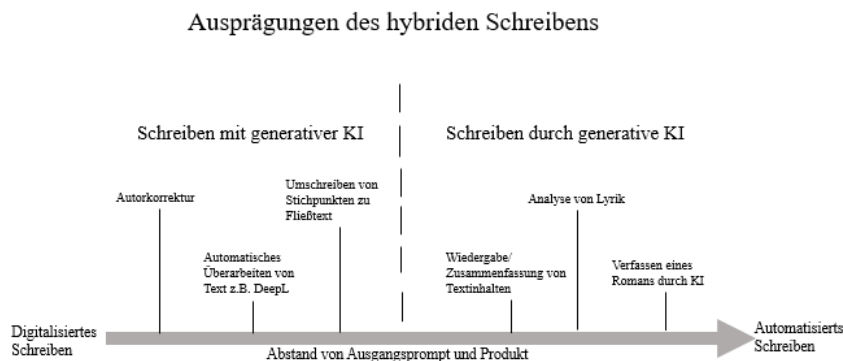 Ausprägungen des hybriden Schreibens
Schreiben mit generativer KI
Schreiben durch generative KI
Autorkorrektur
Automatisches
Überarbeiten von
Text z.B. DeepL
Umschreiben von
Stichpunkten zu
Fließtext
Wiedergabe/
Zusammenfassung von
Textinhalten
Analyse von Lyrik
Verfassen eines
Romans durch KI
Digitalisiertes
Schreiben
Abstand von Ausgangsprompt und Produkt
Automatisierts
Schreiben